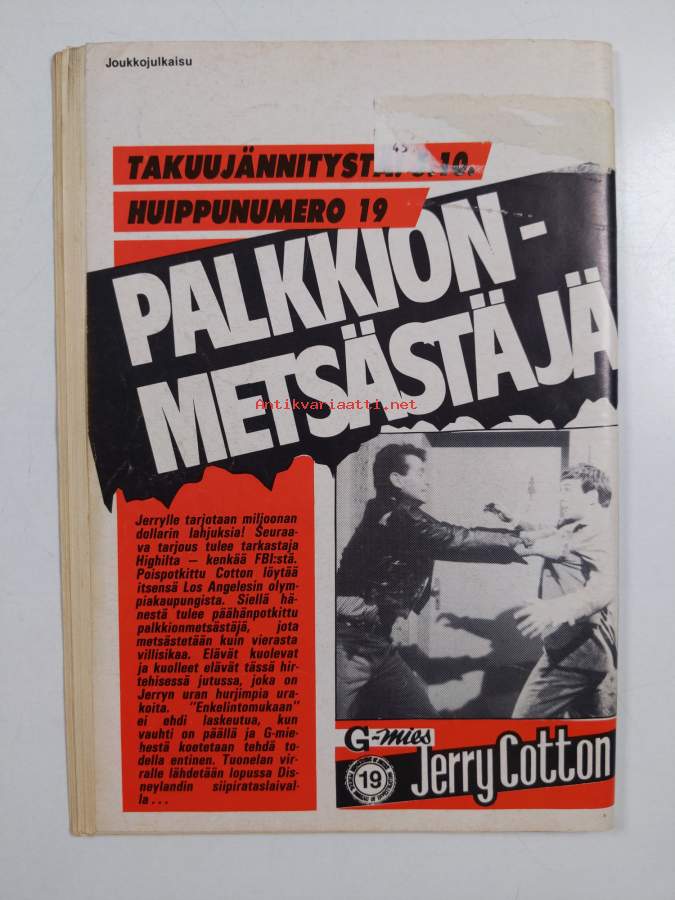 Joukkojulkaisu
45
TAKUUJÄNNITYSTÄ
HUIPPUNUMERO 19
PALKKION-
METSÄSTÄJÄ
Antikvariaatti.net
Jerrylle tarjotaan miljoonan
dollarin lahjuksia! Seuraa-
va tarjous tulee tarkastaja
Highilta — kenkää FBI:stä.
Poispotkittu Cotton löytää
itsensä Los Angelesin olym-
piakaupungista. Siellä hä-
nestä tulee päähänpotkittu
palkkionmetsästäjä, jota
metsästetään kuin vierasta
villisikaa. Elävät kuolevat
ja kuolleet elävät tässä hir-
tehisessä jutussa, joka on
Jerryn uran hurjimpia ura-
koita. "Enkelintomukaan"
ei ehdi laskeutua, kun
vauhti on päällä ja G-mie-
hestä koetetaan tehdä to-
della entinen. Tuonelan vir-
ralle lähdetään lopussa Dis-
neylandin siipirataslaival-
la...
G-mies
19
Jerry Cotton